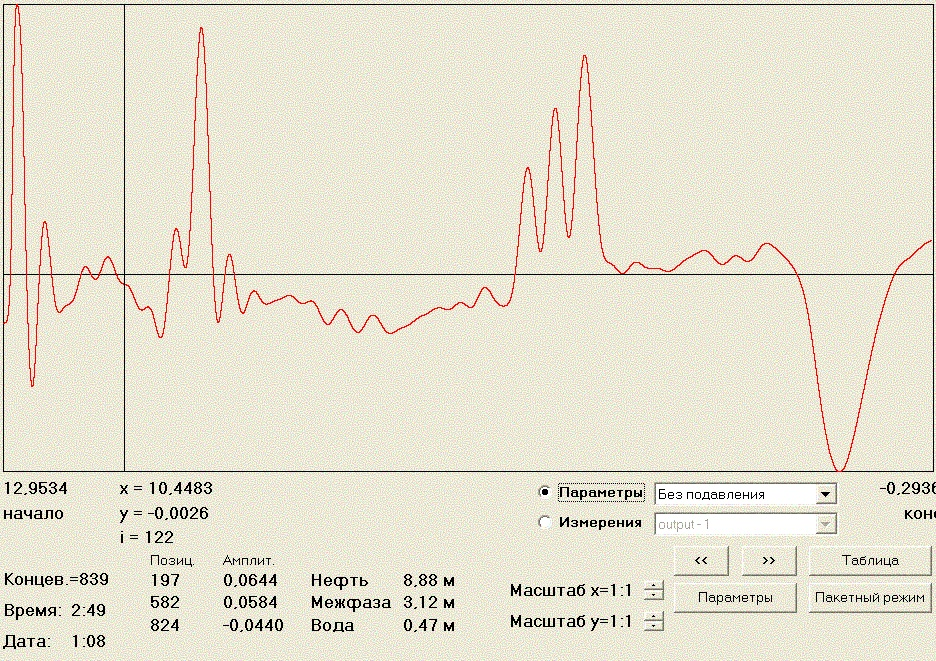 12,9534 x = 10,4483 -0,2936
начало y = -0,0026
i = 122
Параметры Без подавления
Измерения output - 1
Позиц. Амплит.
Концев.=839 197 0,0644 Нефть 8,88 м
582 0,0584 Межфаза 3,12 м
Время: 2:49 824 -0,0440 Вода 0,47 м
Дата: 1:08
Масштаб x=1:1
Масштаб y=1:1
<< >> Таблица
Параметры Пакетный режим